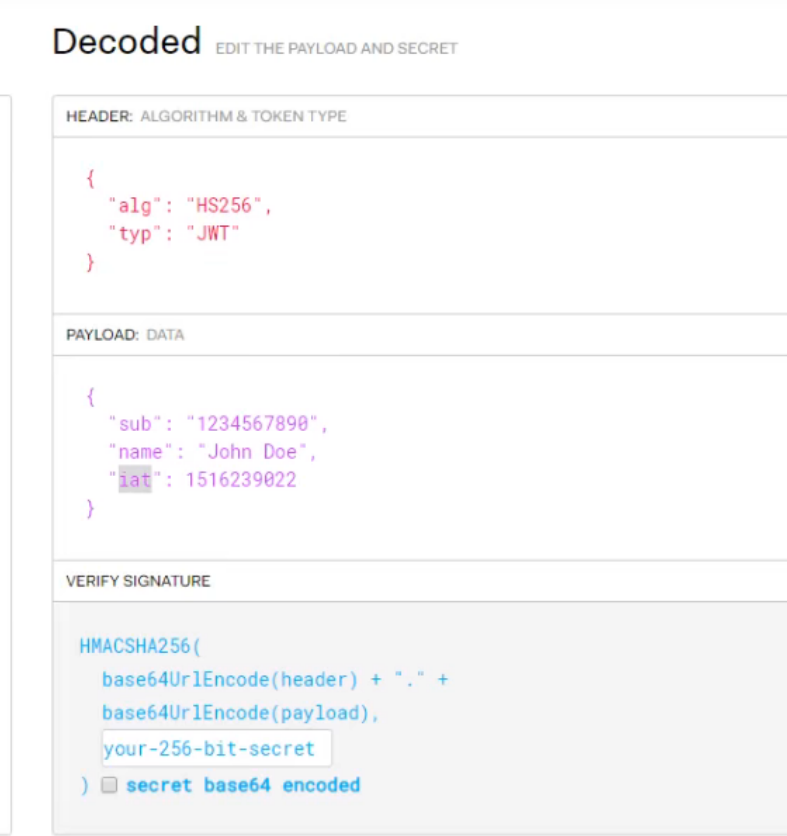 Decoded EDIT THE PAYLOAD AND SECRET
HEADER: ALGORITHM & TOKEN TYPE
{
"alg": "HS256",
"typ": "JWT"
}
PAYLOAD: DATA
{
"sub": "1234567890",
"name": "John Doe",
"iat": 1516239022
}
VERIFY SIGNATURE
HMACSHA256(
base64UrlEncode(header) + "." +
base64UrlEncode(payload),
your-256-bit-secret
) secret base64 encoded